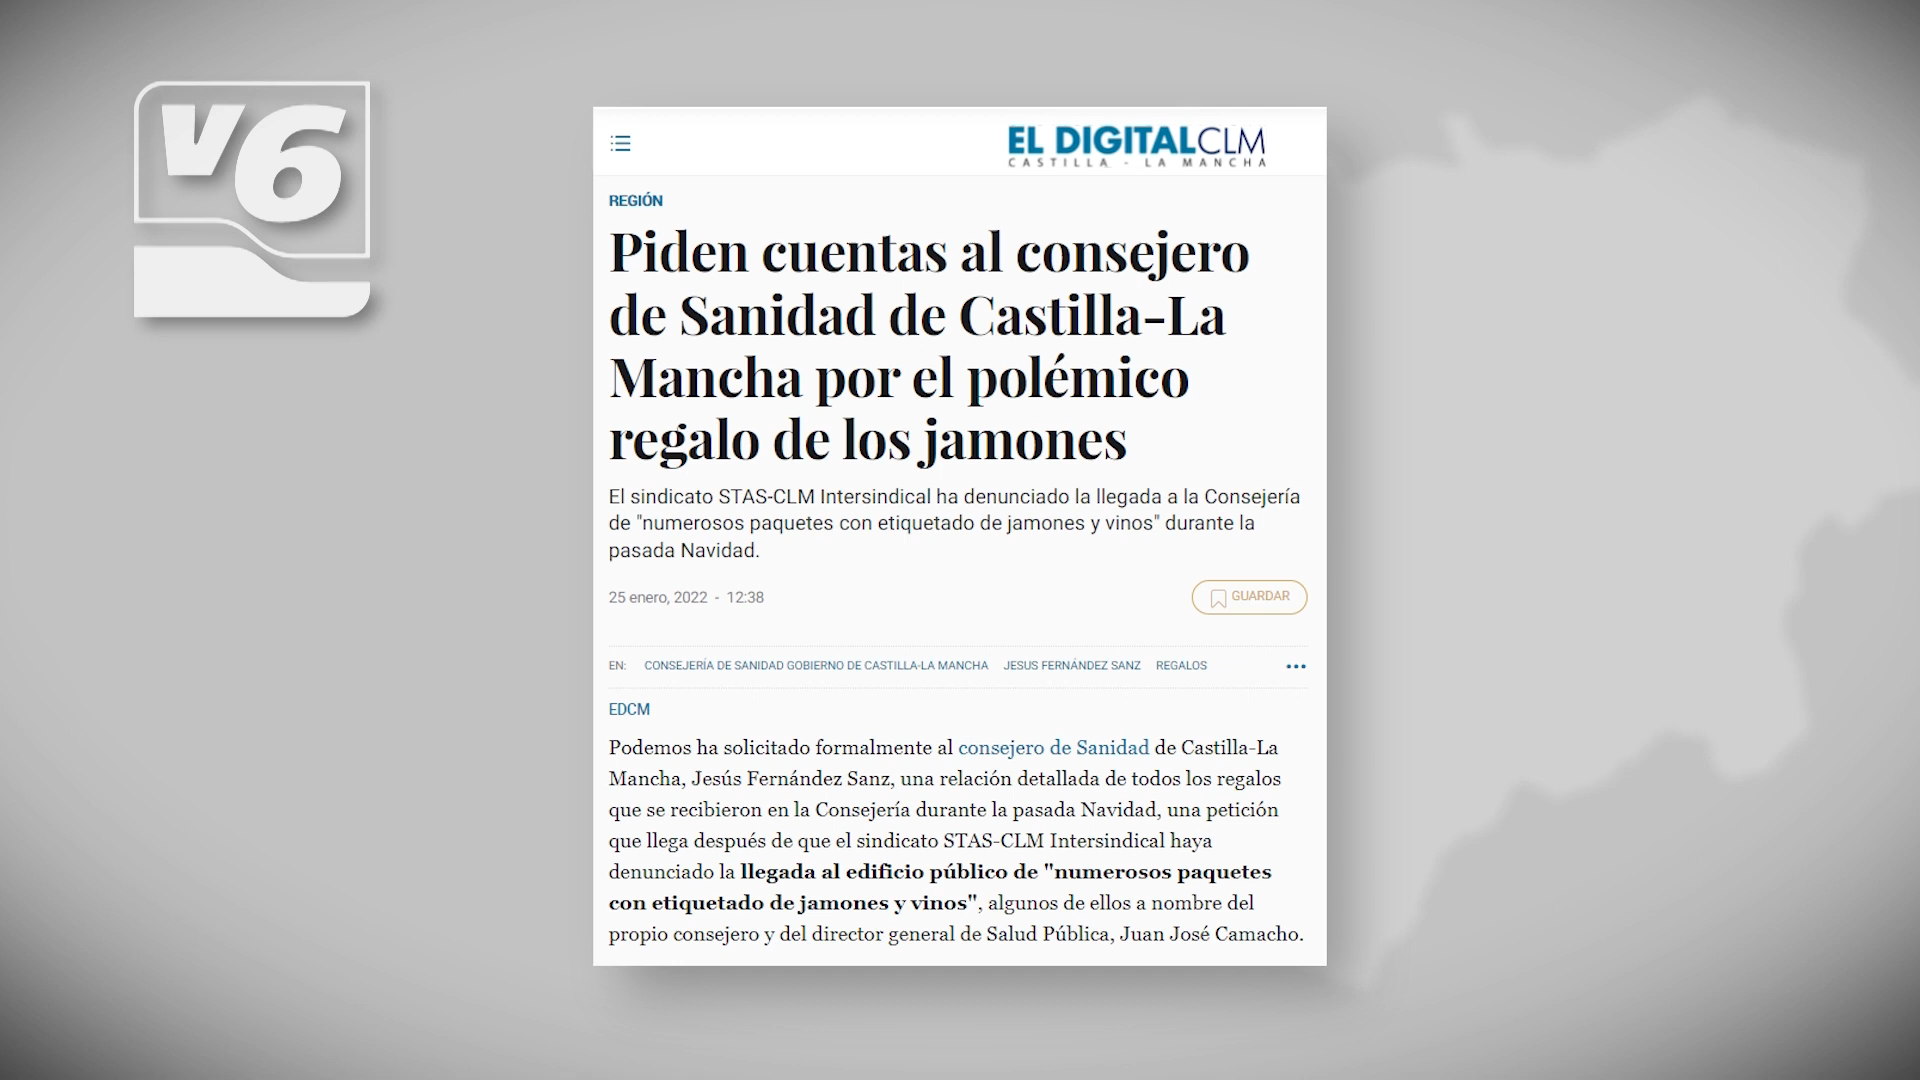 v6
EL DIGITALCLM
CASTILLA - LA MANCHA
REGIÓN
Piden cuentas al consejero
de Sanidad de Castilla-La
Mancha por el polémico
regalo de los jamones
El sindicato STAS-CLM Intersindical ha denunciado la llegada a la Consejería
de "numerosos paquetes con etiquetado de jamones y vinos" durante la
pasada Navidad.
25 enero, 2022 - 12:38
GUARDAR
EN: CONSEJERÍA DE SANIDAD GOBIERNO DE CASTILLA-LA MANCHA JESUS FERNÁNDEZ SANZ REGALOS
EDCM
Podemos ha solicitado formalmente al consejero de Sanidad de Castilla-La
Mancha, Jesús Fernández Sanz, una relación detallada de todos los regalos
que se recibieron en la Consejería durante la pasada Navidad, una petición
que llega después de que el sindicato STAS-CLM Intersindical haya
denunciado la llegada al edificio público de "numerosos paquetes
con etiquetado de jamones y vinos", algunos de ellos a nombre del
propio consejero y del director general de Salud Pública, Juan José Camacho.